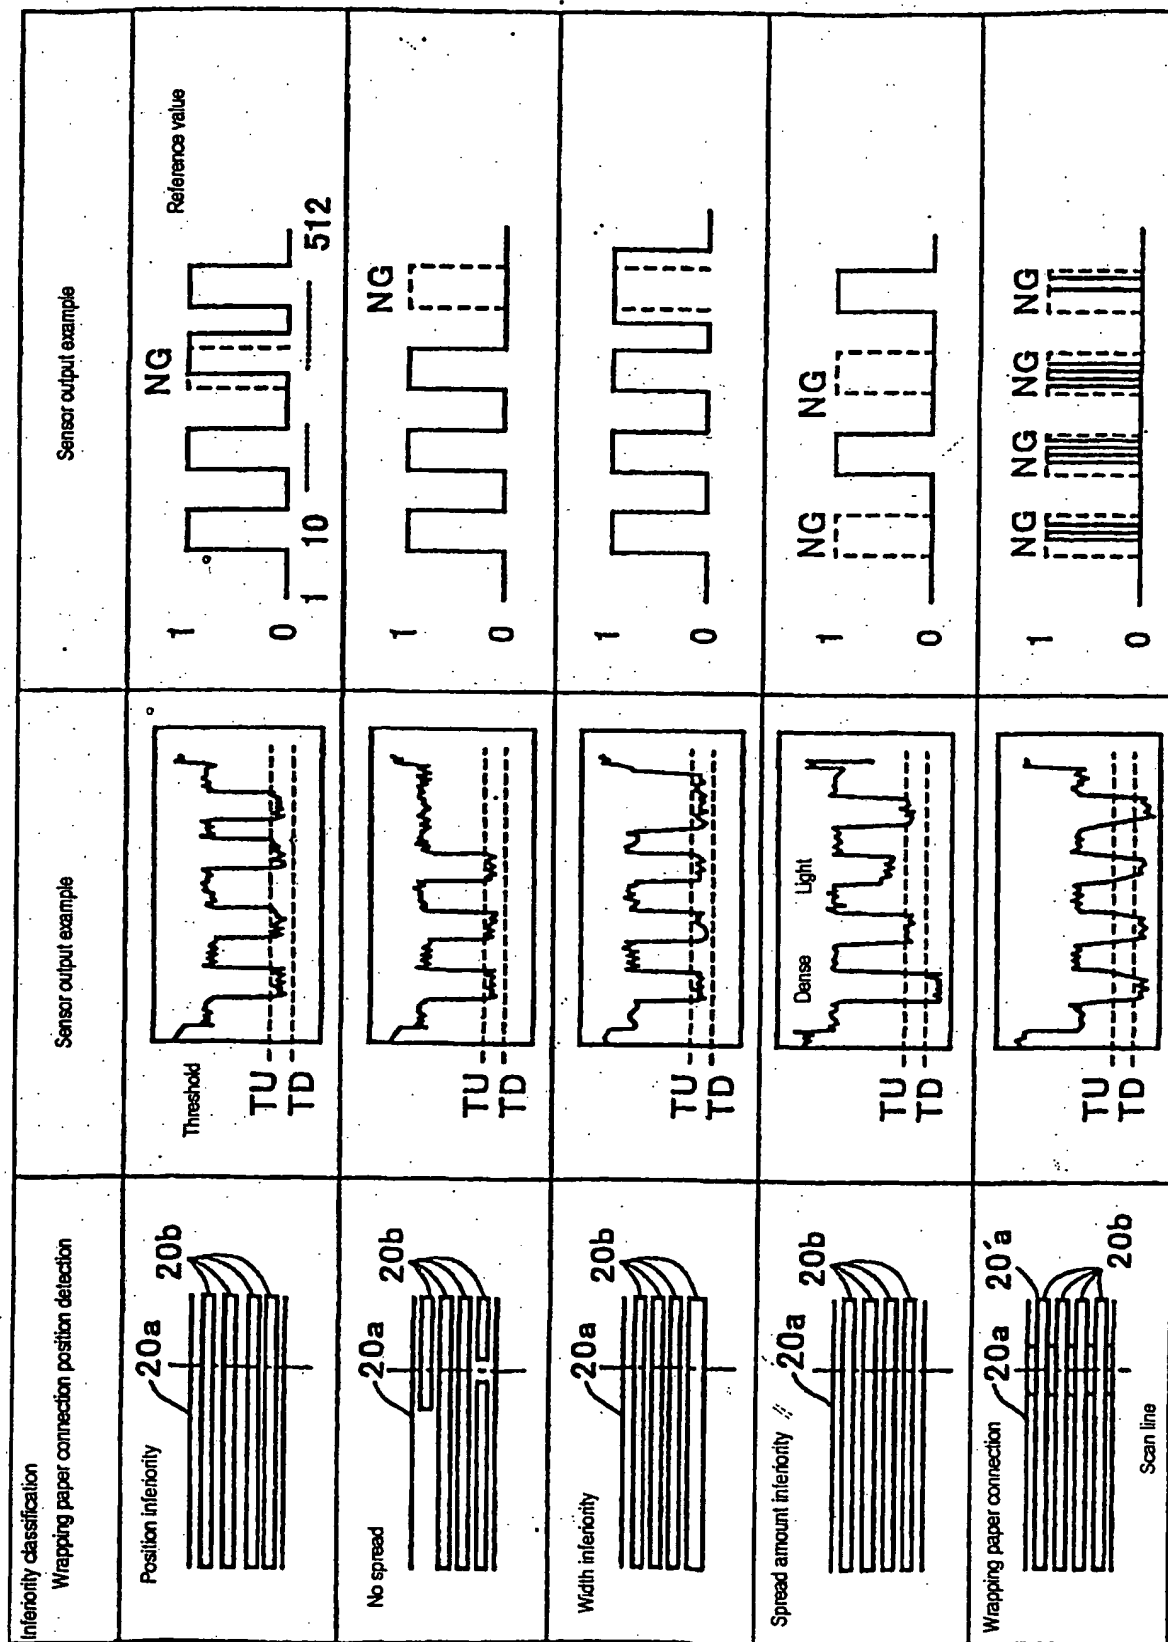 Inferiority classification
Wrapping paper connection position detection
Sensor output example
Sensor output example
Position inferiority
20a
20b
Threshold
TU
TD
1
0
NG
1
10
512
Reference value
No spread
20a
20b
TU
TD
1
0
NG
Width inferiority
20a
20b
TU
TD
1
0
Spread amount inferiority
20a
20b
Dense
Light
TU
TD
1
0
NG
NG
Wrapping paper connection
20a
20'a
20b
Scan line
TU
TD
1
0
NG
NG
NG
NG